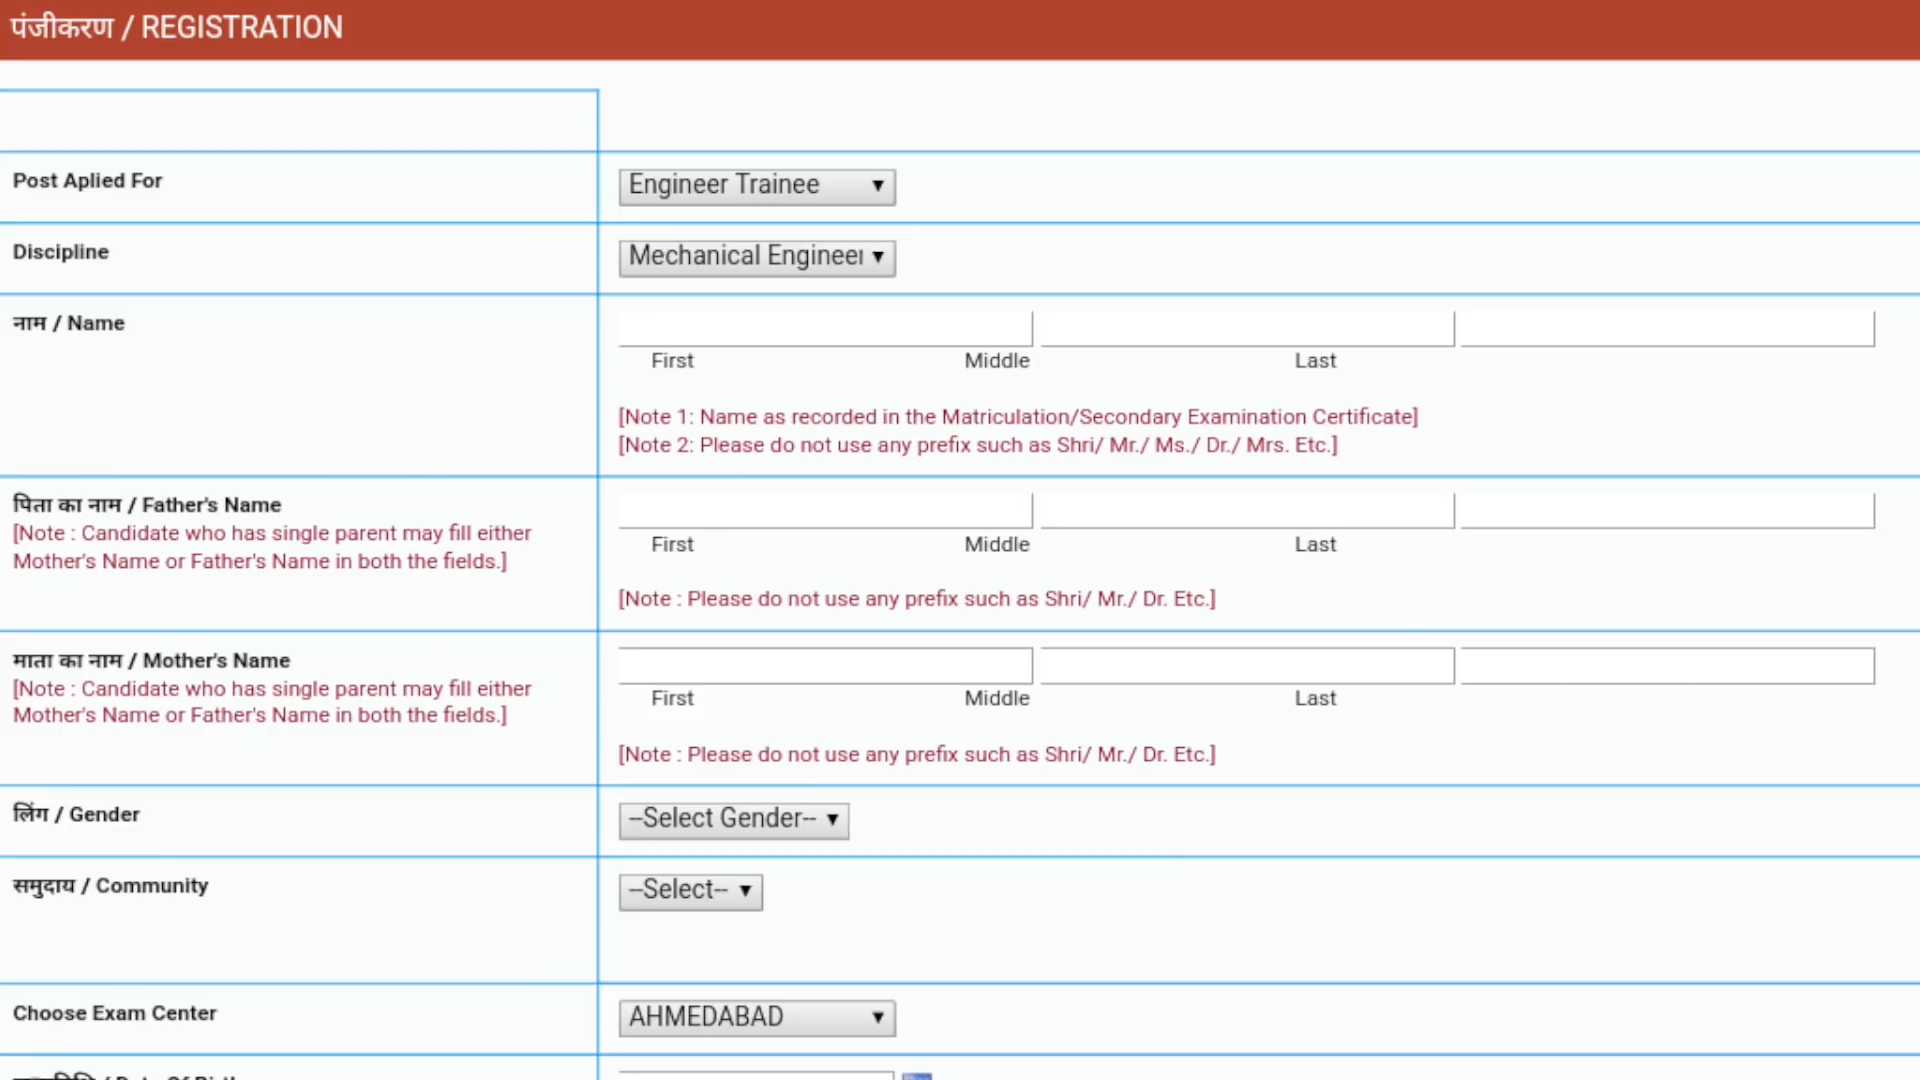 पंजीकरण / REGISTRATION
Post Aplied For
Engineer Trainee
Discipline
Mechanical Engineer
नाम / Name
First Middle Last
[Note 1: Name as recorded in the Matriculation/Secondary Examination Certificate]
[Note 2: Please do not use any prefix such as Shri/ Mr./ Ms./ Dr./ Mrs. Etc.]
पिता का नाम / Father's Name
[Note : Candidate who has single parent may fill either
Mother's Name or Father's Name in both the fields.]
First Middle Last
[Note : Please do not use any prefix such as Shri/ Mr./ Dr. Etc.]
माता का नाम / Mother's Name
[Note : Candidate who has single parent may fill either
Mother's Name or Father's Name in both the fields.]
First Middle Last
[Note : Please do not use any prefix such as Shri/ Mr./ Dr. Etc.]
लिंग / Gender
--Select Gender--
समुदाय / Community
--Select--
Choose Exam Center
AHMEDABAD
/ Date Of Birth